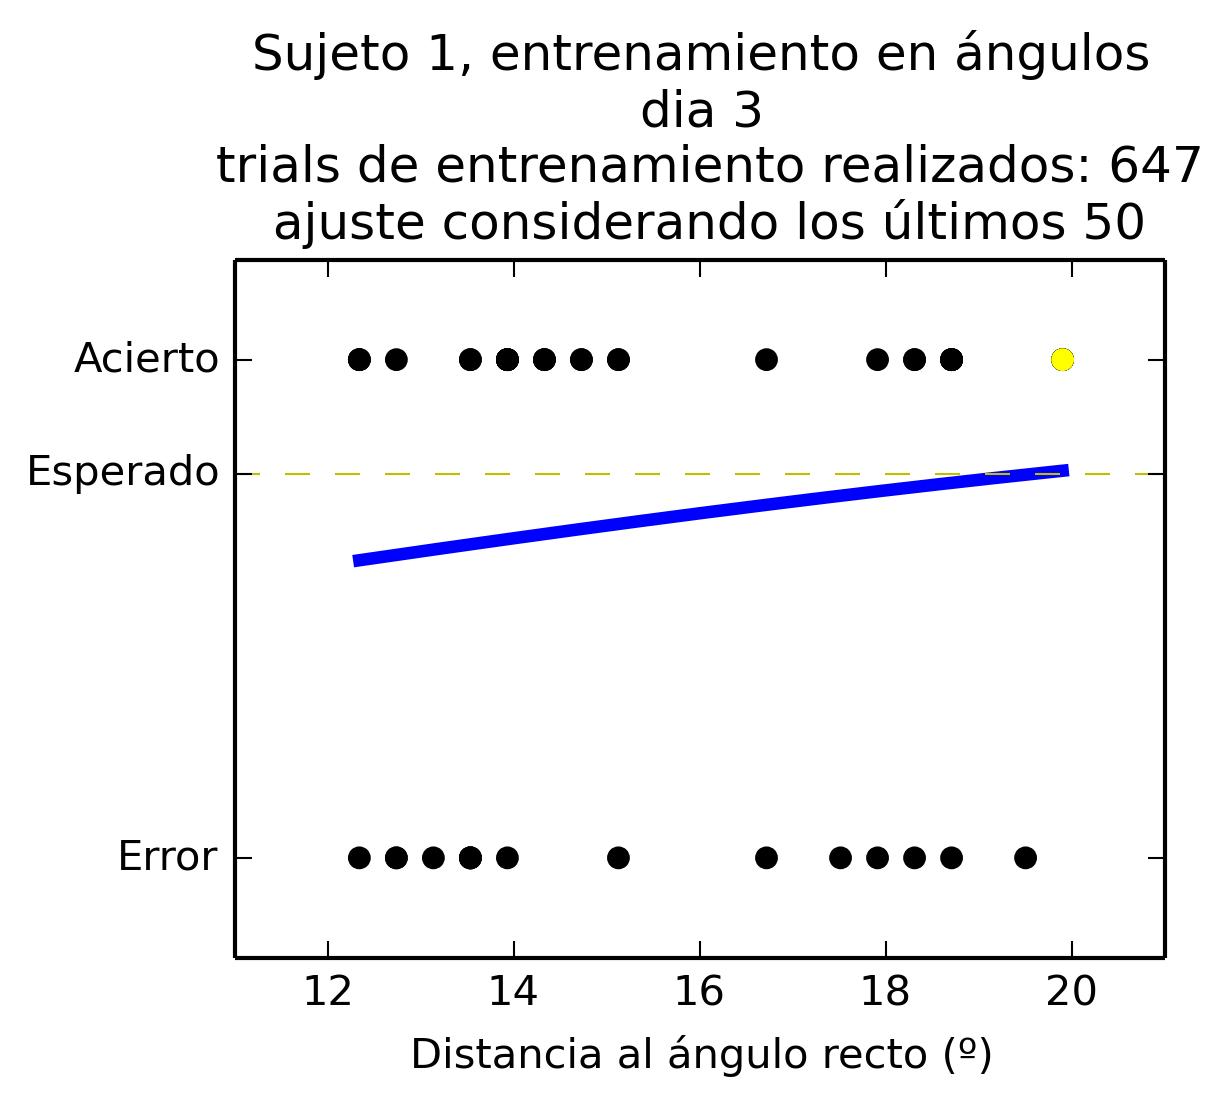 Sujeto 1, entrenamiento en ángulos
dia 3
trials de entrenamiento realizados: 647
ajuste considerando los últimos 50
Acierto
Esperado
Error
12 14 16 18 20
Distancia al ángulo recto (º)